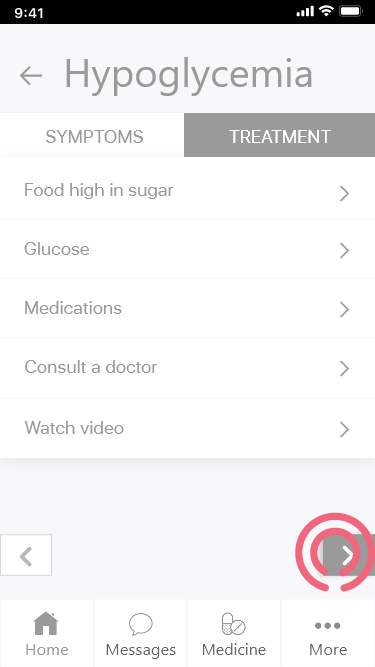 9:41
Hypoglycemia
SYMPTOMS TREATMENT
Food high in sugar
Glucose
Medications
Consult a doctor
Watch video
Home Messages Medicine More